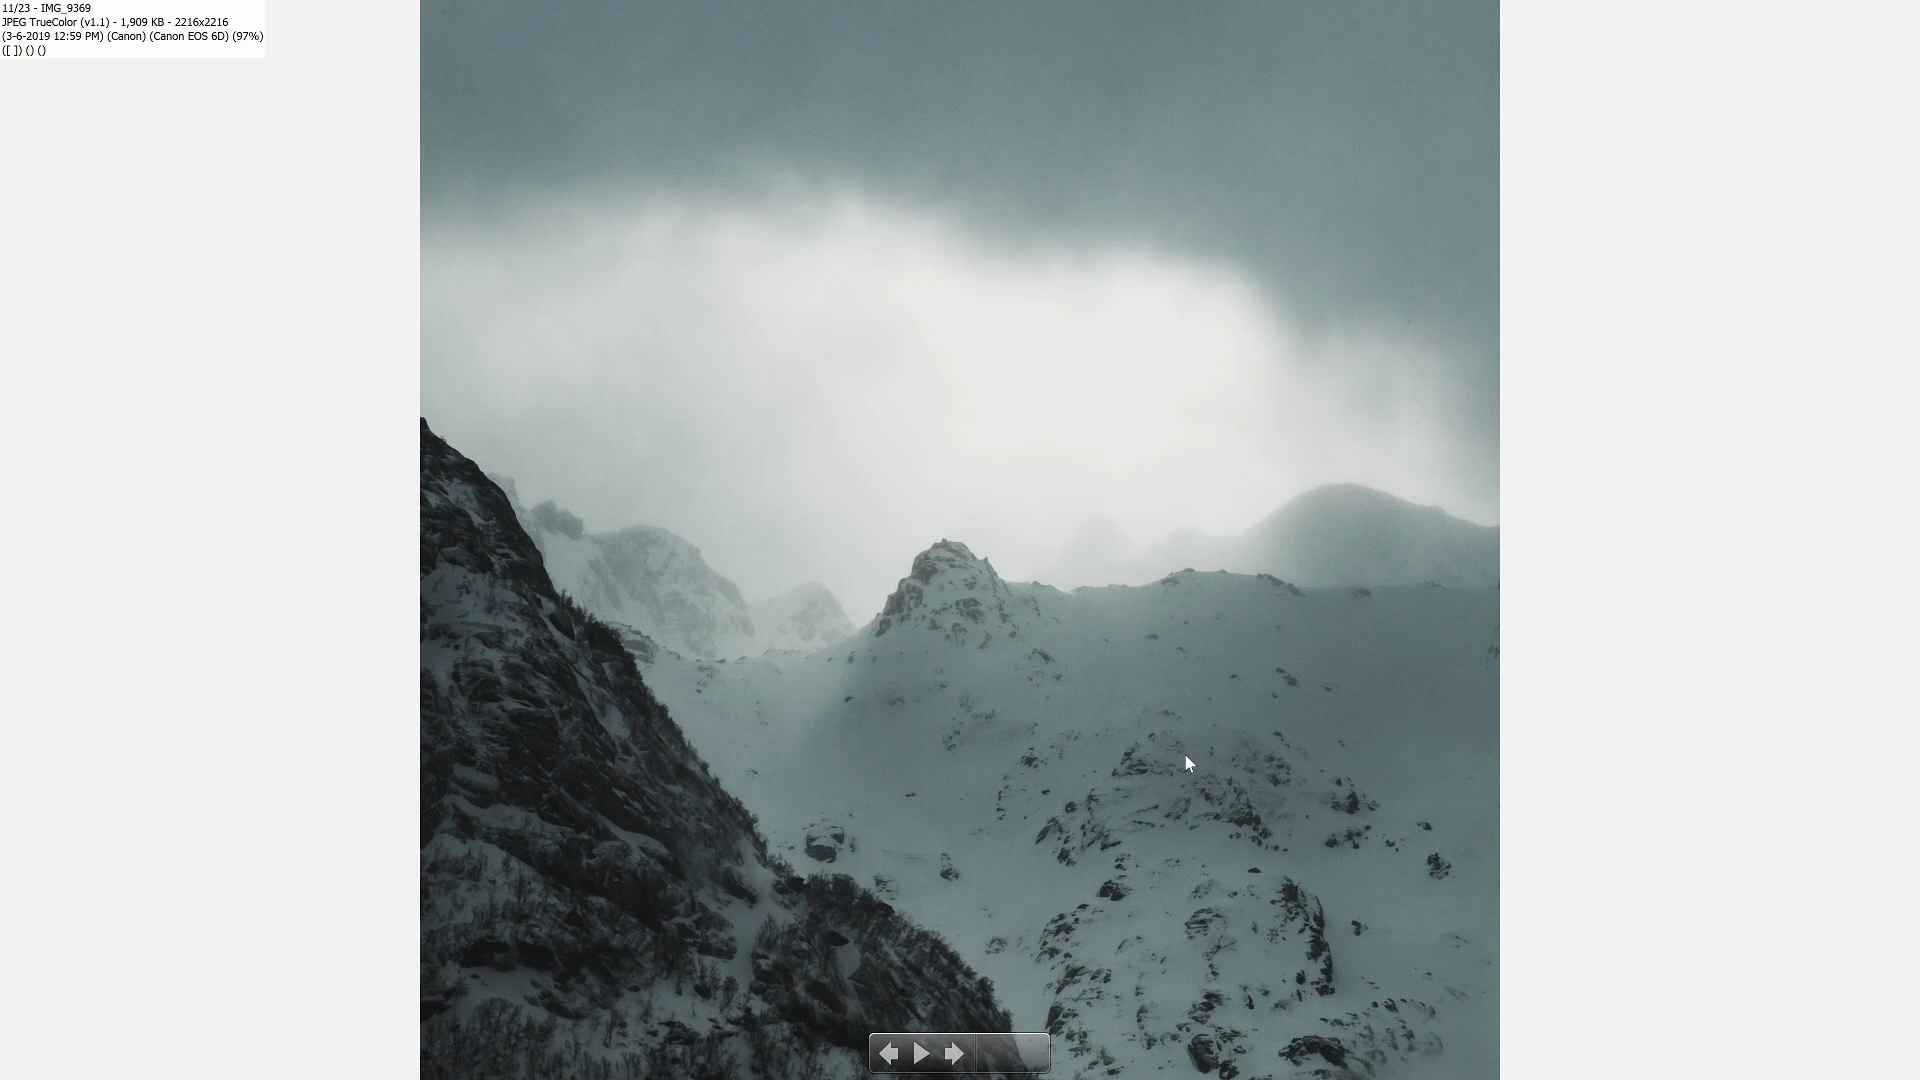 11/23 - IMG_9369
JPEG TrueColor (v1.1) - 1,909 KB - 2216x2216
(3-6-2019 12:59 PM) (Canon) (Canon EOS 6D) (97%)
([ ]) () ()